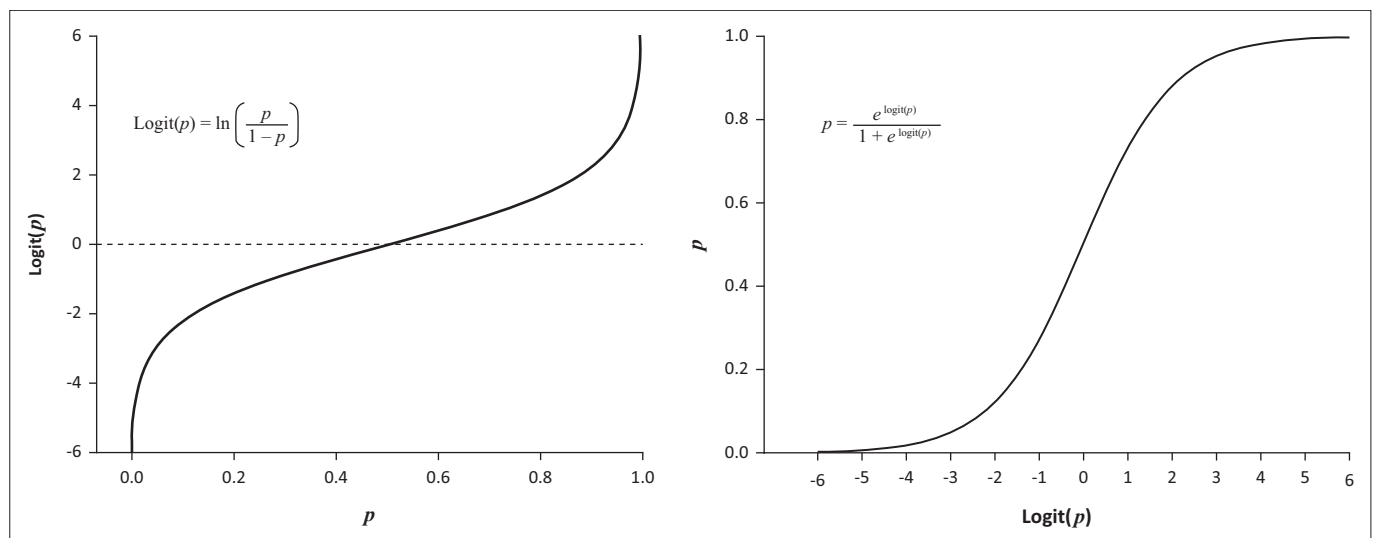 6
4
2
0
-2
-4
-6
Logit(p)
Logit(p) = ln(p / 1 – p)
0.0 0.2 0.4 0.6 0.8 1.0
p
1.0
0.8
0.6
0.4
0.2
0.0
p
p = e^logit(p) / 1 + e^logit(p)
-6 -5 -4 -3 -2 -1 0 1 2 3 4 5 6
Logit(p)